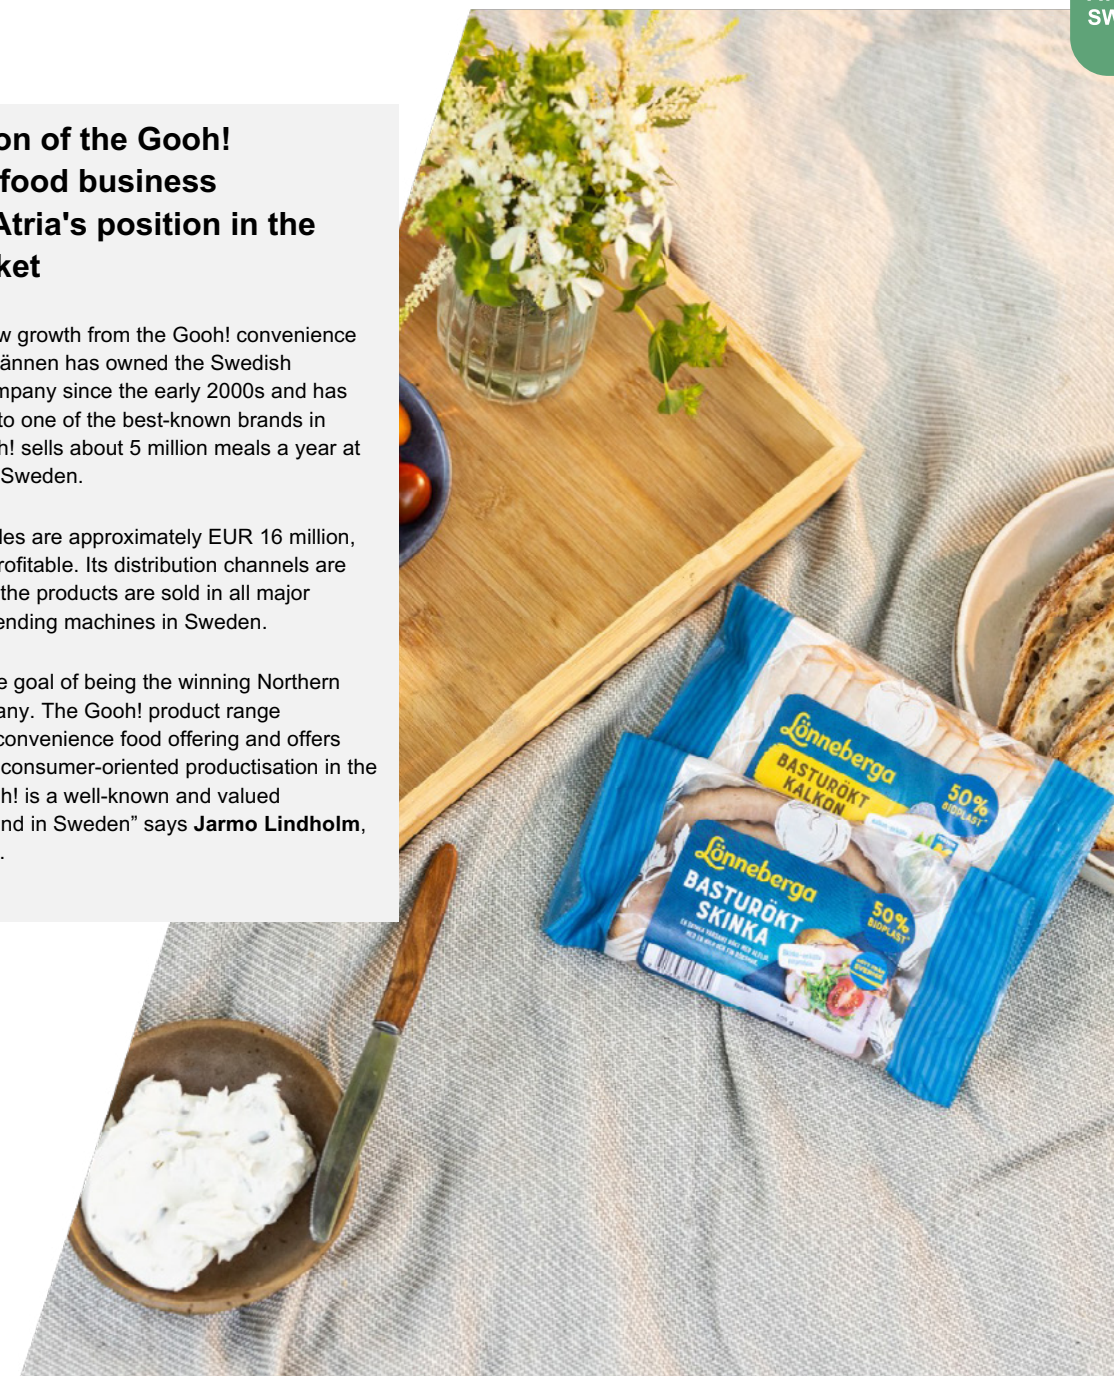 SW
on of the Gooh!
food business
Atria's position in the
ket
w growth from the Gooh! convenience
ännen has owned the Swedish
mpany since the early 2000s and has
to one of the best-known brands in
h! sells about 5 million meals a year at
Sweden.
les are approximately EUR 16 million,
rofitable. Its distribution channels are
the products are sold in all major
ending machines in Sweden.
e goal of being the winning Northern
any. The Gooh! product range
convenience food offering and offers
consumer-oriented productisation in the
h! is a well-known and valued
nd in Sweden” says Jarmo Lindholm,
.
Lönneberga
BASTURÖKT
KALKON
50%
BIOPLAST*
Lönneberga
BASTURÖKT
SKINKA
50%
BIOPLAST*